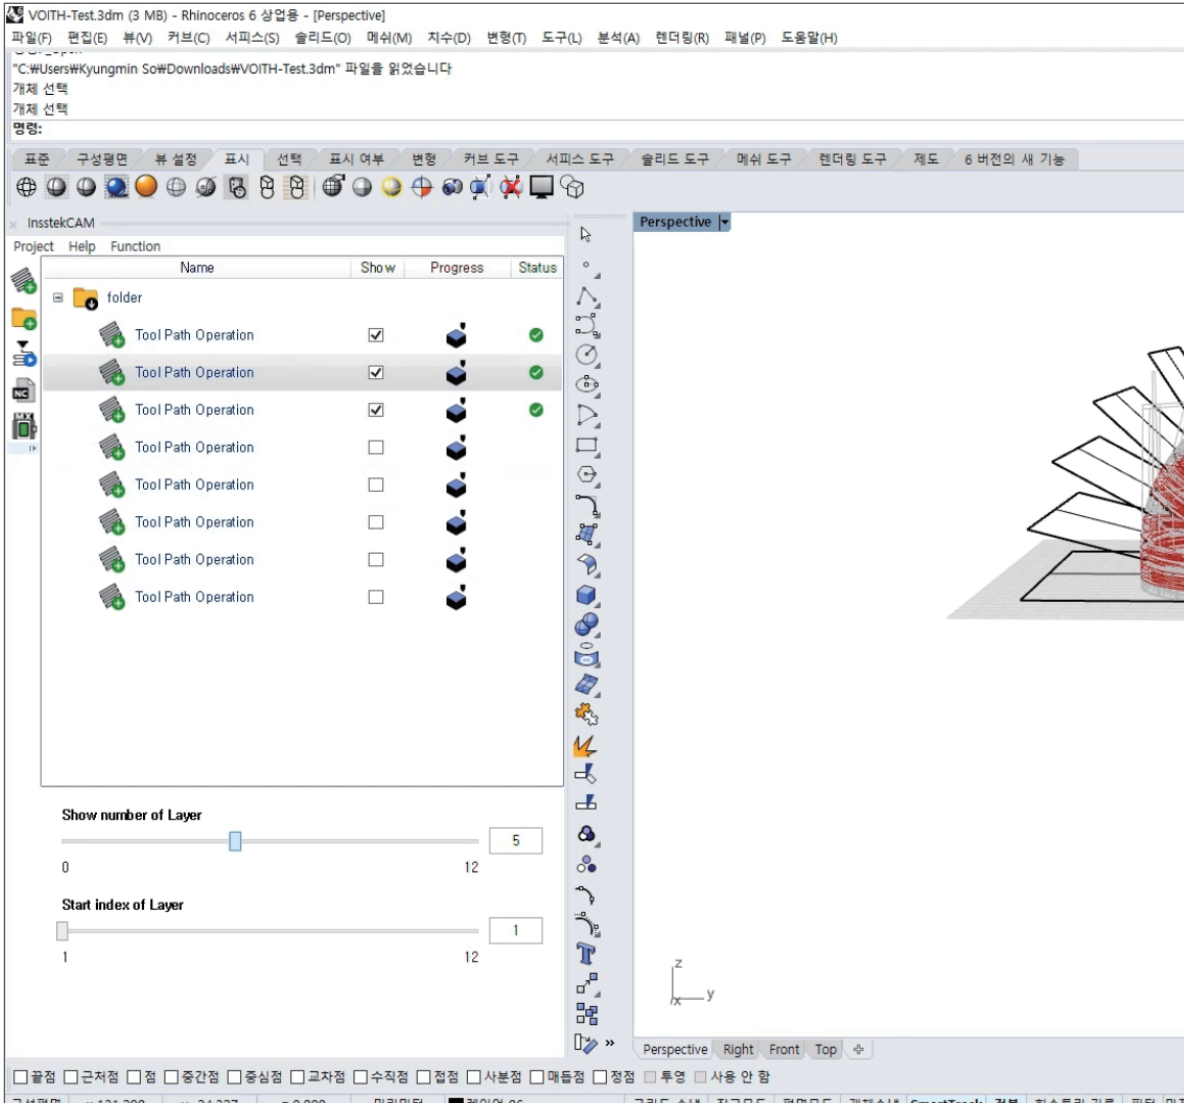 VOITH-Test.3dm (3 MB) - Rhinoceros 6 상업용 - [Perspective]
파일(F) 편집(E) 뷰(V) 커브(C) 서피스(S) 솔리드(O) 메쉬(M) 치수(D) 변형(T) 도구(L) 분석(A) 렌더링(R) 패널(P) 도움말(H)
"C:₩Users₩Kyungmin So₩Downloads₩VOITH-Test.3dm" 파일을 읽었습니다
개체 선택
개체 선택
명령:
표준 구성평면 뷰 설정 표시 선택 표시 여부 변형 커브 도구 서피스 도구 솔리드 도구 메쉬 도구 렌더링 도구 제도 6 버전의 새 기능
InsstekCAM
Perspective
Project Help Function
Name Show Progress Status
folder
Tool Path Operation
Tool Path Operation
Tool Path Operation
NC
MX
Tool Path Operation
Tool Path Operation
Tool Path Operation
Tool Path Operation
Tool Path Operation
Show number of Layer
5
0 12
Start index of Layer
1
1 12
z
y
x
Perspective Right Front Top
끝점 근처점 점 중간점 중심점 교차점 수직점 접점 사분점 매듭점 정점 투영 사용 안 함
SmartTrack